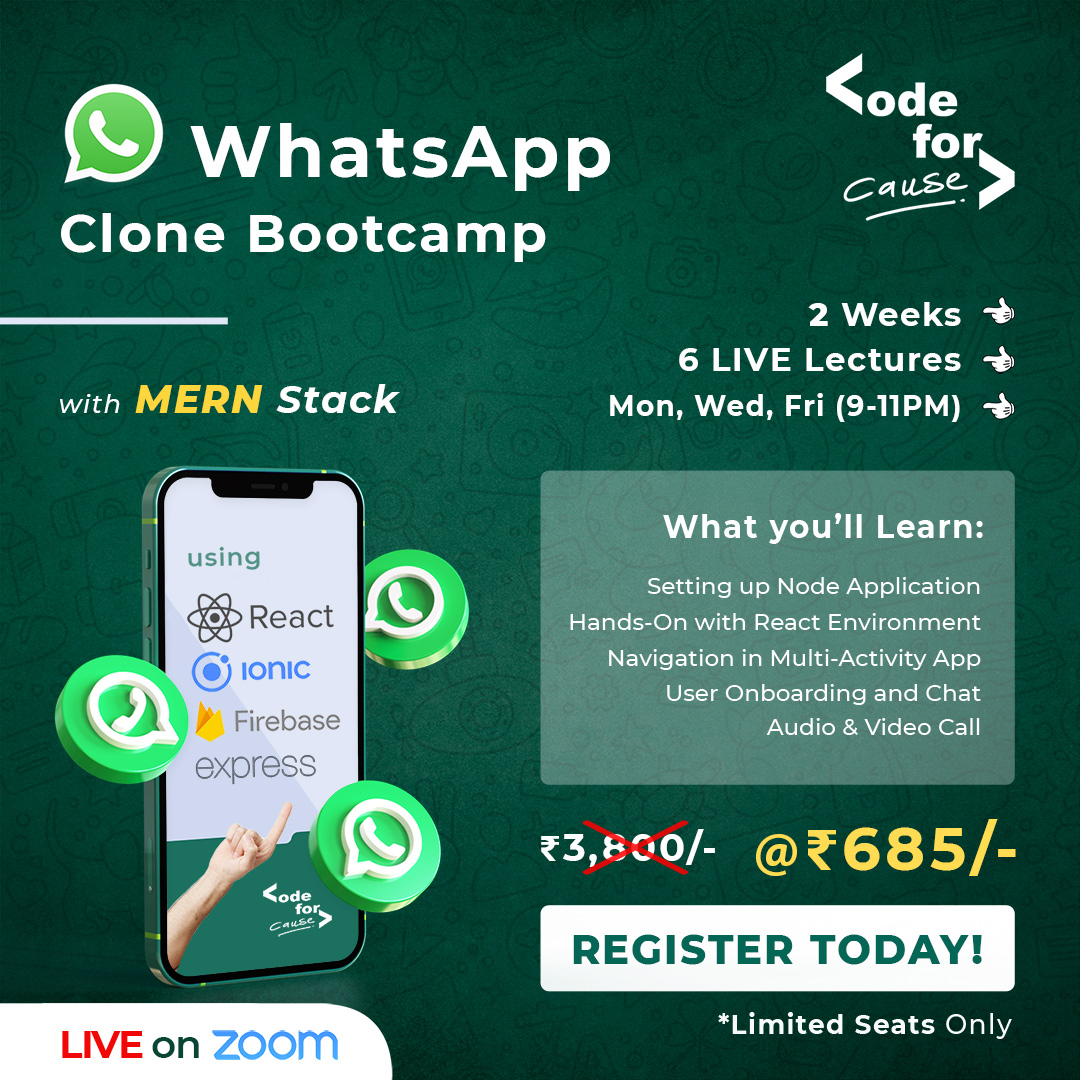 WhatsApp
Clone Bootcamp
<ode
for
Cause >
2 Weeks
6 LIVE Lectures
Mon, Wed, Fri (9-11PM)
with MERN Stack
using
React
IONIC
Firebase
express
<ode
for
Cause >
What you’ll Learn:
Setting up Node Application
Hands-On with React Environment
Navigation in Multi-Activity App
User Onboarding and Chat
Audio & Video Call
₹3,800/- @₹685/-
REGISTER TODAY!
*Limited Seats Only
LIVE on zoom